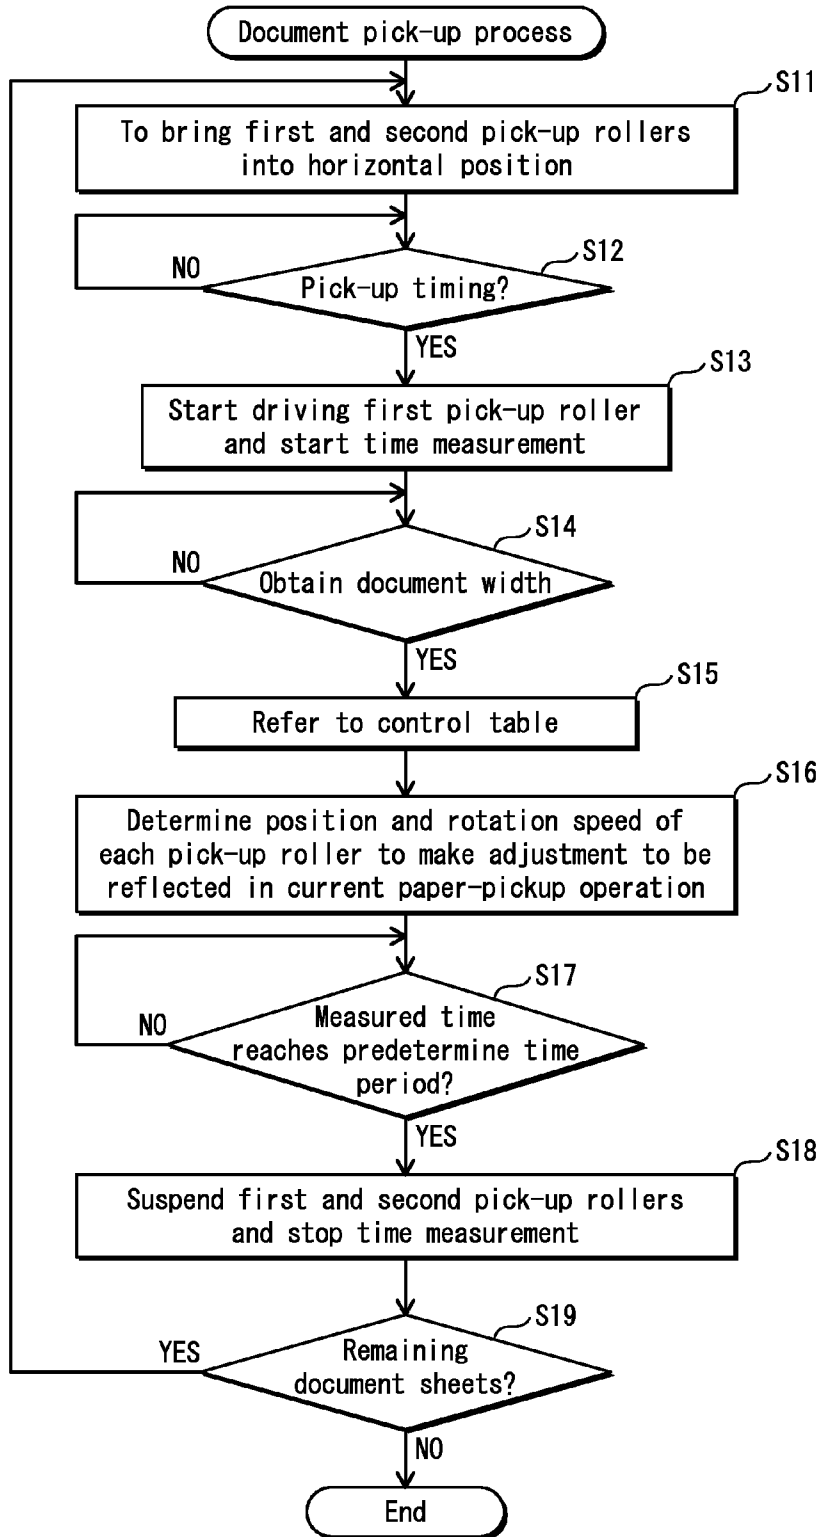 Document pick-up process
S11
To bring first and second pick-up rollers
into horizontal position
S12
NO
Pick-up timing?
YES
S13
Start driving first pick-up roller
and start time measurement
S14
NO
Obtain document width
YES
S15
Refer to control table
S16
Determine position and rotation speed of
each pick-up roller to make adjustment to be
reflected in current paper-pickup operation
S17
NO
Measured time
reaches predetermine time
period?
YES
S18
Suspend first and second pick-up rollers
and stop time measurement
S19
YES
Remaining
document sheets?
NO
End